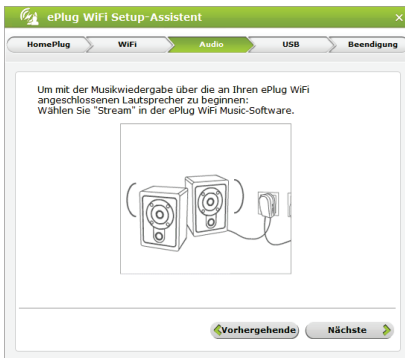 ePlug WiFi Setup-Assistent
HomePlug WiFi Audio USB Beendigung
Um mit der Musikwiedergabe über die an Ihren ePlug WiFi
angeschlossenen Lautsprecher zu beginnen:
Wählen Sie "Stream" in der ePlug WiFi Music-Software.
Vorhergehende Nächste